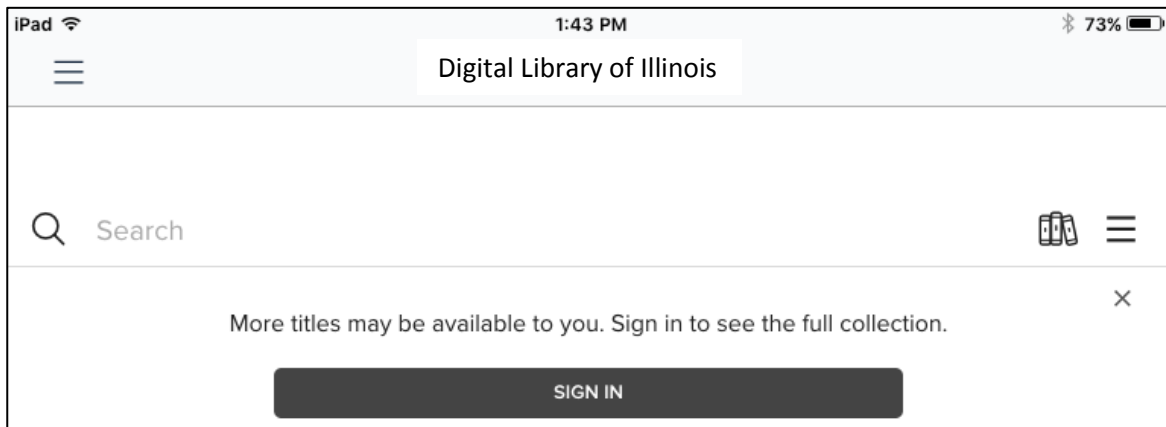 iPad 1:43 PM 73%
Digital Library of Illinois
Search
More titles may be available to you. Sign in to see the full collection.
SIGN IN